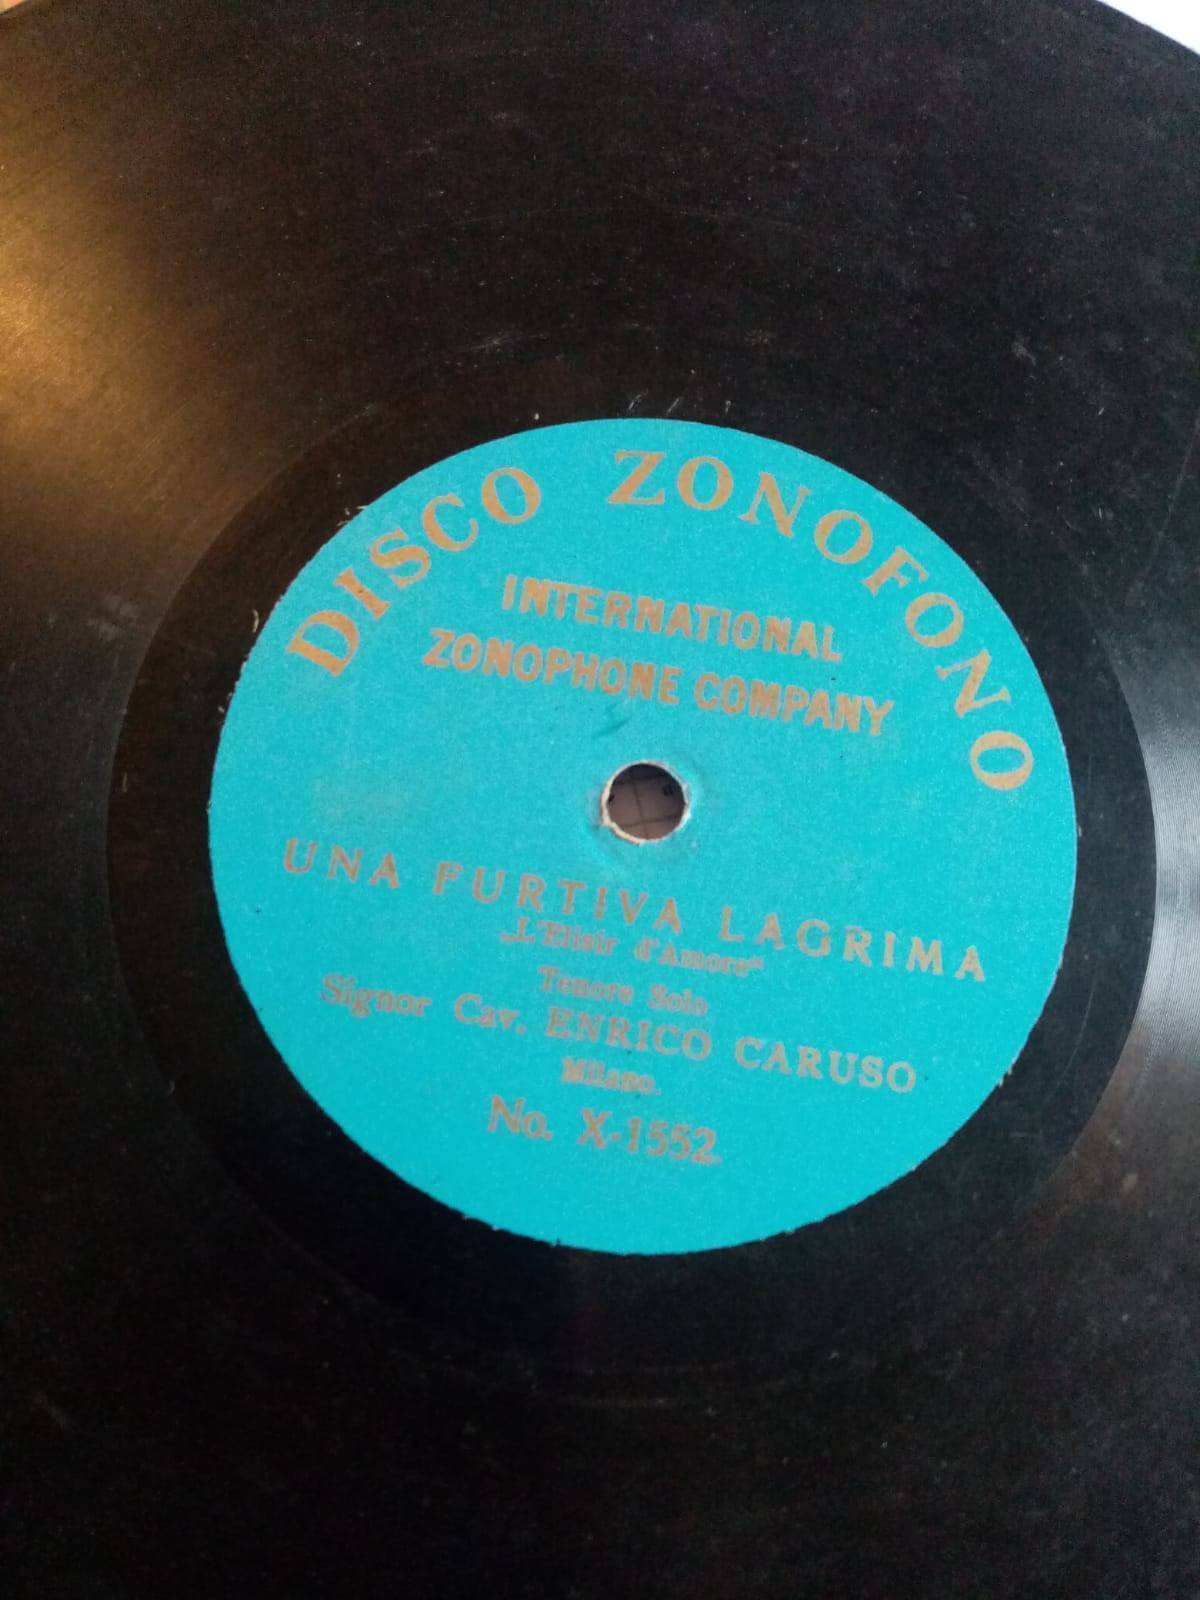 DISCO ZONOFONO
INTERNATIONAL
ZONOPHONE COMPANY
UNA FURTIVA LAGRIMA
„L'Elisir d'Amore“
Tenore Solo
Signor Cav. ENRICO CARUSO
Milano.
No. X-1552.